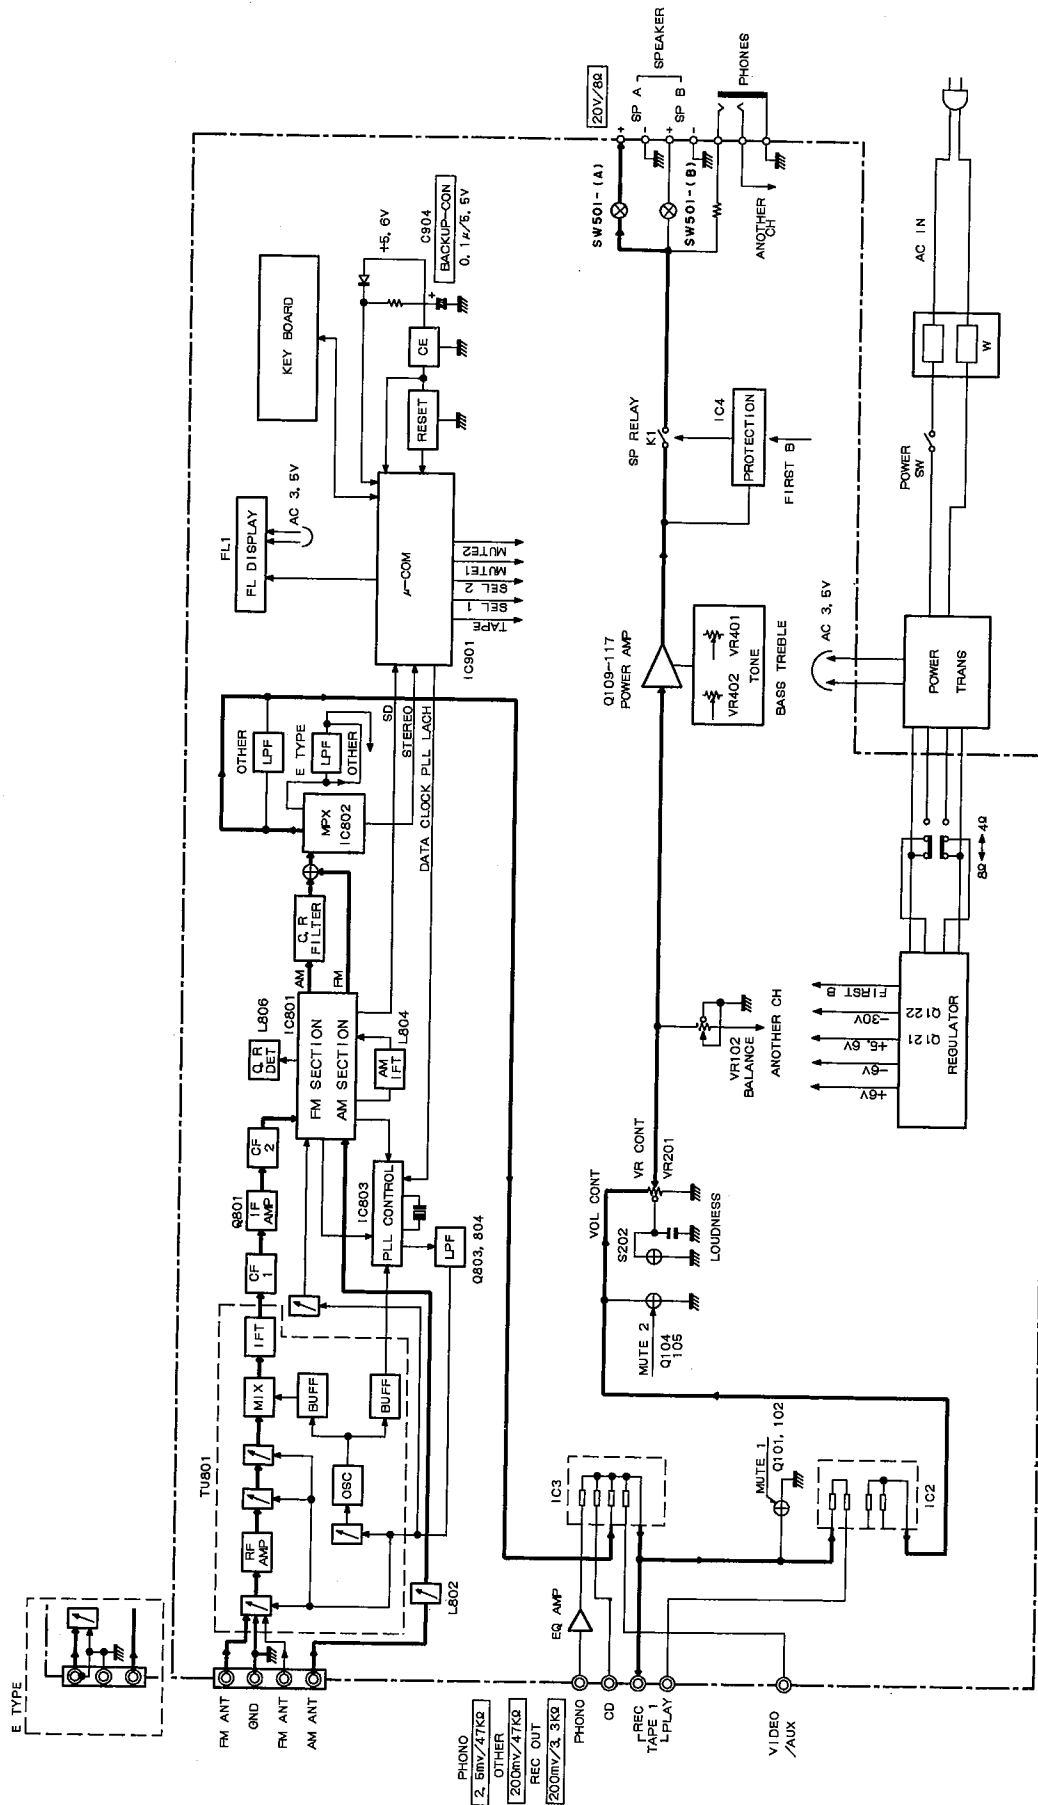 E TYPE
FM ANT
GND
FM ANT
AM ANT
TU801
RF AMP
MIX
IFT
OSC
BUFF
BUFF
L802
CF 1
Q801
IF AMP
CF 2
Q.R DET
L806
IC801
FM SECTION
AM SECTION
AM IFT
L804
AM
FM
C,R FILTER
IC803
PLL CONTROL
LPF
Q803, 804
MPX
IC802
OTHER
LPF
E TYPE
LPF
OTHER
SD
STEREO
DATA CLOCK PLL LACH
IC901
μ-COM
TAPE
SEL 1
SEL 2
MUTE1
MUTE2
FL1
FL DISPLAY
AC 3.5V
KEY BOARD
RESET
CE
+5.6V
C904
BACKUP-CON
0.1μ/5.5V
PHONO
2.5mv/47KΩ
OTHER
200mv/47KΩ
REC OUT
200mv/3.3KΩ
PHONO
CD
REC
TAPE 1
PLAY
VIDEO
/AUX
EQ AMP
IC3
MUTE 1
Q101, 102
IC2
MUTE 2
Q104
105
VOL CONT
S202
LOUDNESS
VR CONT
VR201
VR102
BALANCE
ANOTHER CH
Q109-117
POWER AMP
VR402
VR401
TONE
BASS TREBLE
SP RELAY
K1
IC4
PROTECTION
FIRST B
SW501-(A)
SW501-(B)
20V/8Ω
+
-
SP A
+
-
SP B
SPEAKER
PHONES
ANOTHER
CH
+6V
-6V
+5.6V
-30V
FIRST B
Q121
Q122
REGULATOR
8Ω
4Ω
POWER
TRANS
AC 3.5V
POWER
SW
W
AC IN